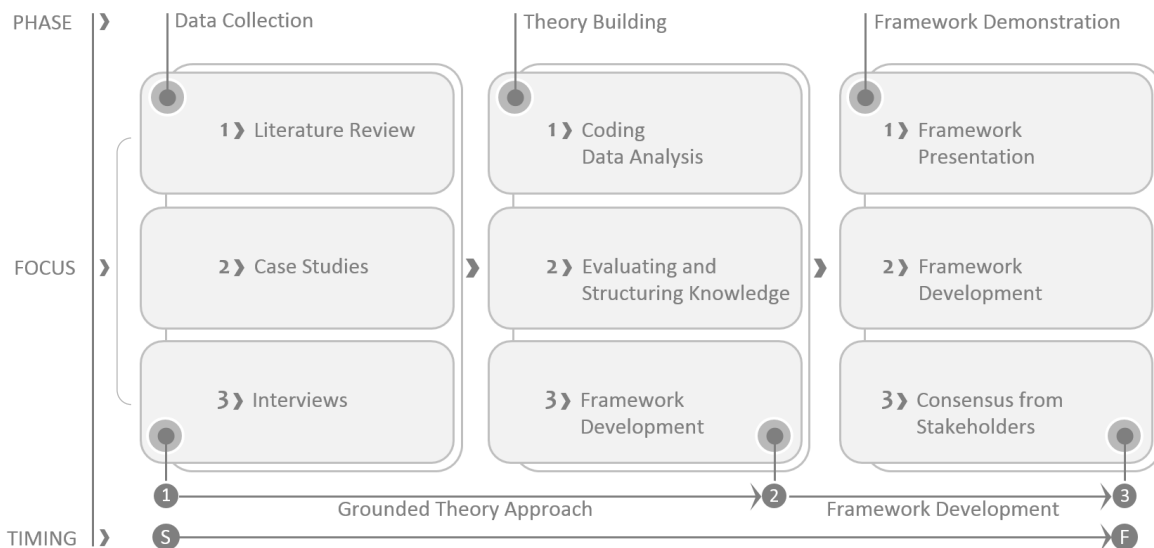 PHASE
Data Collection
Theory Building
Framework Demonstration
1 Literature Review
1 Coding
Data Analysis
1 Framework
Presentation
FOCUS
2 Case Studies
2 Evaluating and
Structuring Knowledge
2 Framework
Development
3 Interviews
3 Framework
Development
3 Consensus from
Stakeholders
1
2
3
Grounded Theory Approach
Framework Development
TIMING
S
F